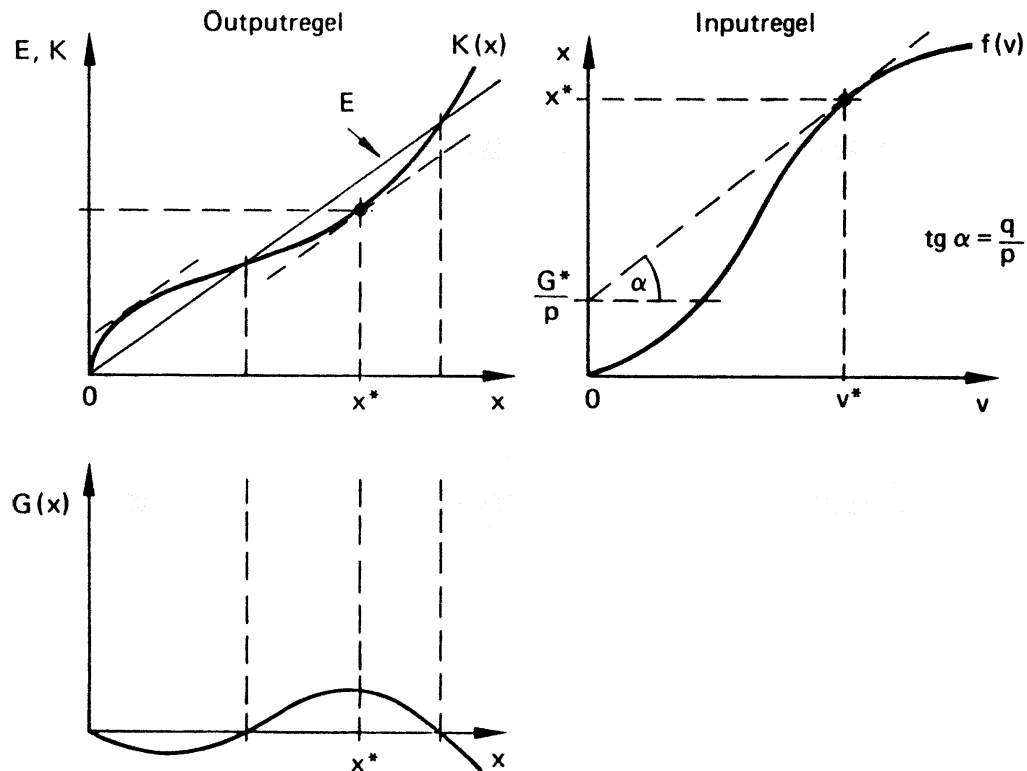 Outputregel
E, K
K(x)
E
0
x*
x
Inputregel
x
f(v)
x*
tg α = q/p
G*/p
α
0
v*
v
G(x)
x*
x